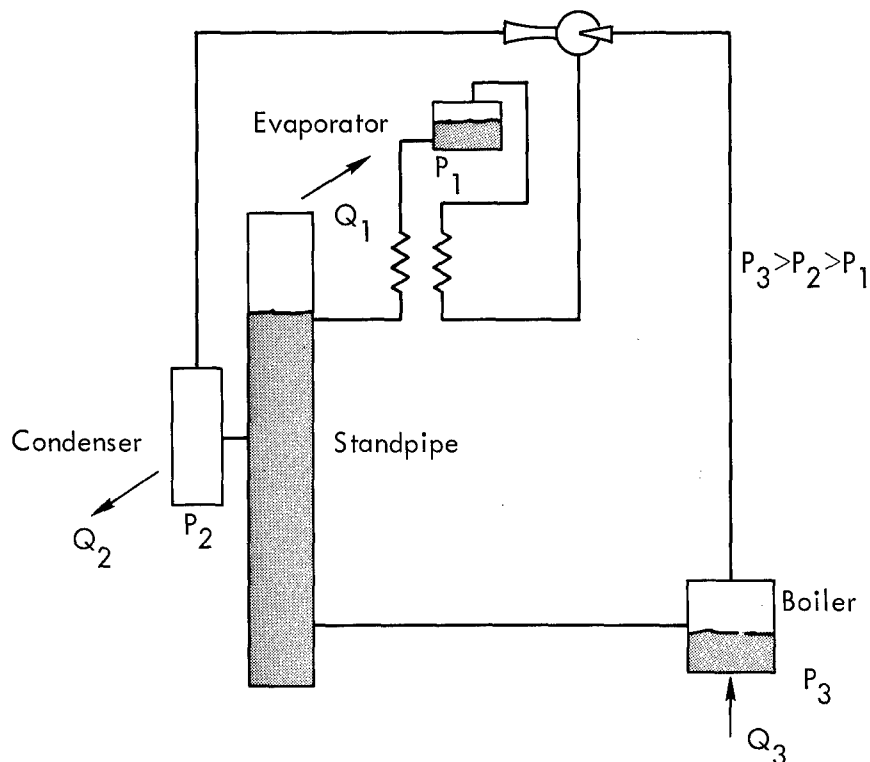 Evaporator
P1
Q1
P3>P2>P1
Condenser
Standpipe
P2
Q2
Boiler
P3
Q3